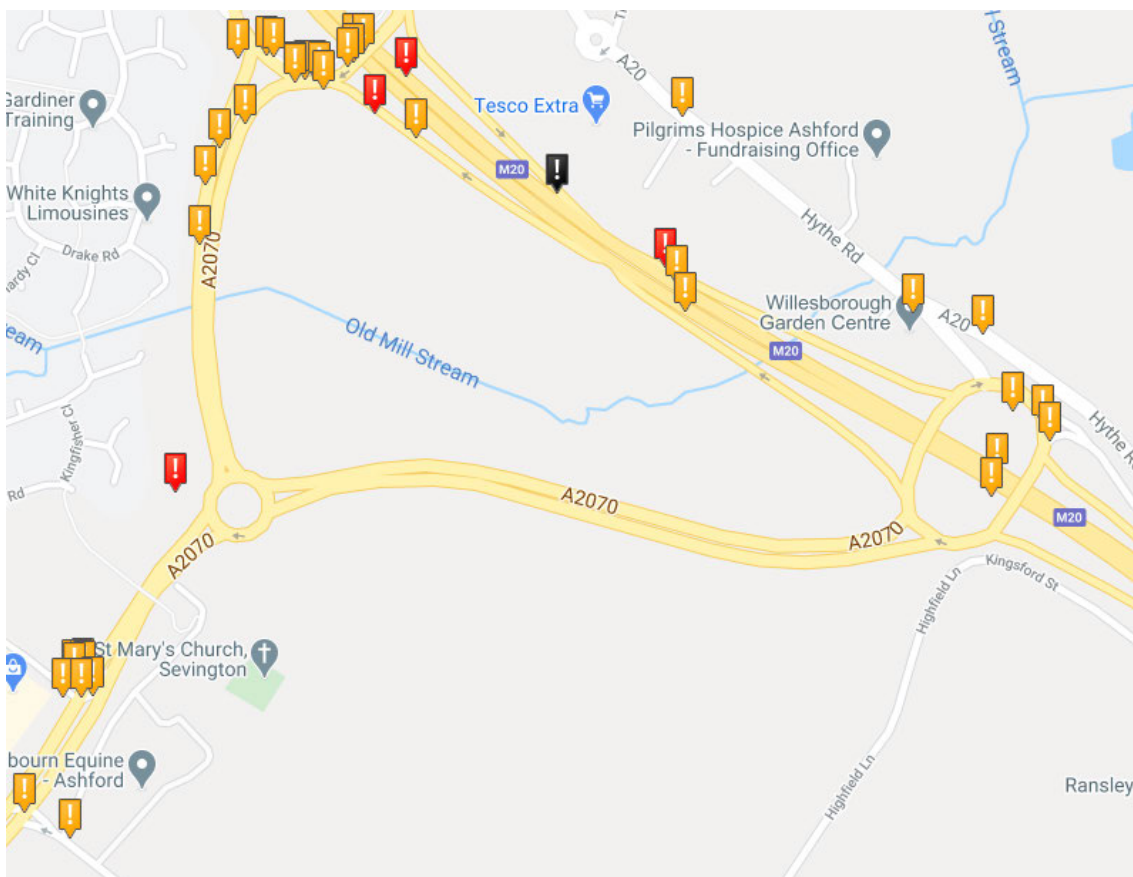 A20
Stream
Gardiner
Training
Tesco Extra
Pilgrims Hospice Ashford
- Fundraising Office
M20
White Knights
Limousines
Hythe Rd
Drake Rd
A2070
Willesborough
Garden Centre
A20
Old Mill Stream
M20
Kingfisher Cl
Rd
A2070
M20
A2070
A2070
Kingsford St
Highfield Ln
St Mary's Church,
Sevington
bourn Equine
- Ashford
Highfield Ln
Ransley